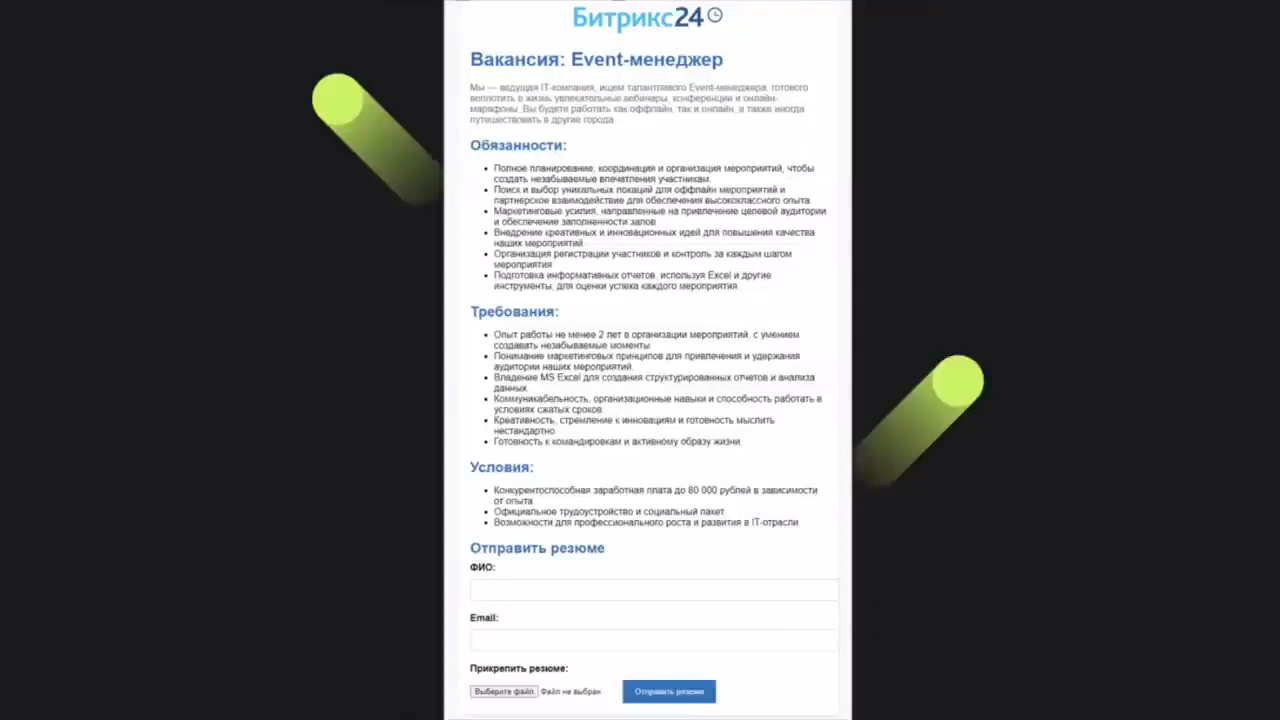 Битрикс24
Вакансия: Event-менеджер
Мы — ведущая IT-компания, ищем талантливого Event-менеджера, готового
воплотить в жизнь увлекательные вебинары, конференции и онлайн-
марафоны. Вы будете работать как оффлайн, так и онлайн, а также иногда
путешествовать в другие города.
Обязанности:
• Полное планирование, координация и организация мероприятий, чтобы
создать незабываемые впечатления участникам.
• Поиск и выбор уникальных локаций для оффлайн мероприятий и
партнерское взаимодействие для обеспечения высококлассного опыта.
• Маркетинговые усилия, направленные на привлечение целевой аудитории
и обеспечение заполненности залов.
• Внедрение креативных и инновационных идей для повышения качества
наших мероприятий.
• Организация регистрации участников и контроль за каждым шагом
мероприятия.
• Подготовка информативных отчетов, используя Excel и другие
инструменты, для оценки успеха каждого мероприятия.
Требования:
• Опыт работы не менее 2 лет в организации мероприятий, с умением
создавать незабываемые моменты.
• Понимание маркетинговых принципов для привлечения и удержания
аудитории наших мероприятий.
• Владение MS Excel для создания структурированных отчетов и анализа
данных.
• Коммуникабельность, организационные навыки и способность работать в
условиях сжатых сроков.
• Креативность, стремление к инновациям и готовность мыслить
нестандартно.
• Готовность к командировкам и активному образу жизни.
Условия:
• Конкурентоспособная заработная плата до 80 000 рублей в зависимости
от опыта.
• Официальное трудоустройство и социальный пакет.
• Возможности для профессионального роста и развития в IT-отрасли.
Отправить резюме
ФИО:
Email:
Прикрепить резюме:
Выберите файл Файл не выбран Отправить резюме